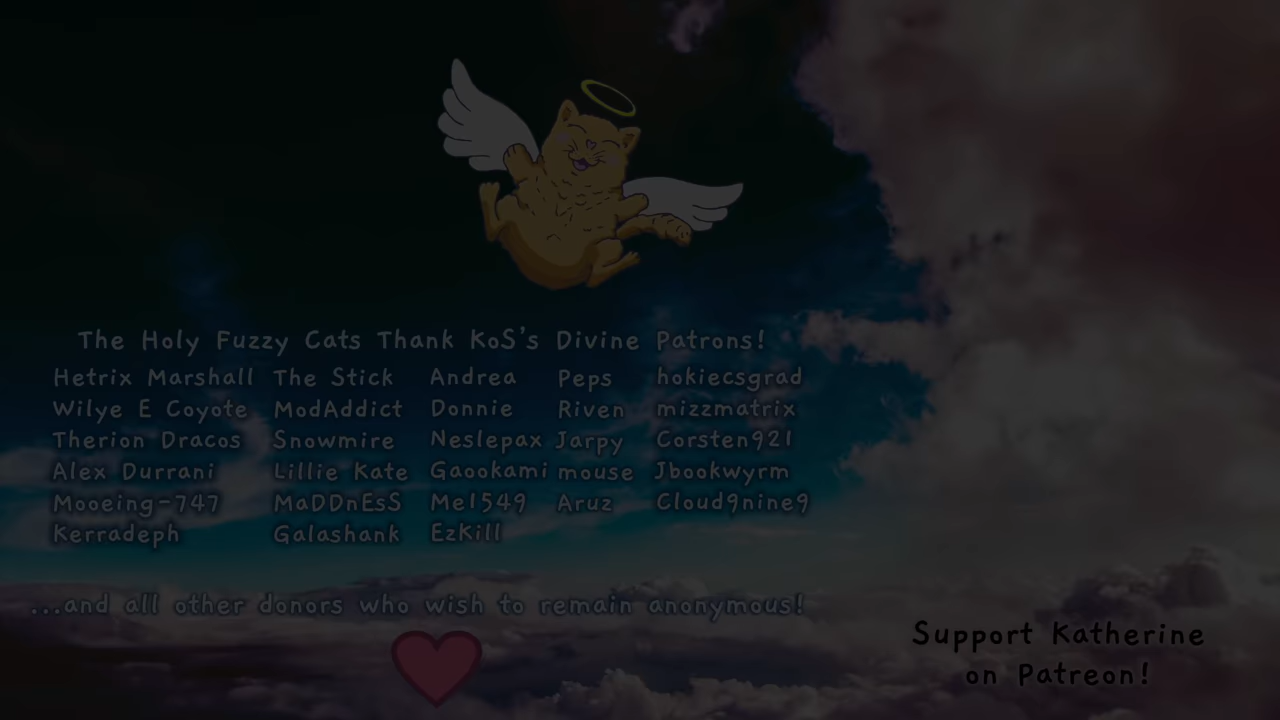 The Holy Fuzzy Cats Thank KoS's Divine Patrons!
Hetrix Marshall The Stick Andrea Peps hokiecsgrad
Wilye E Coyote ModAddict Donnie Riven mizzmatrix
Therion Dracos Snowmire Neslepax Jarpy Corsten921
Alex Durrani Lillie Kate Gaookami mouse Jbookwyrm
Mooeing-747 MaDDnEsS Mel549 Aruz Cloud9nine9
Kerradeph Galashank EzKill
...and all other donors who wish to remain anonymous!
Support Katherine
on Patreon!